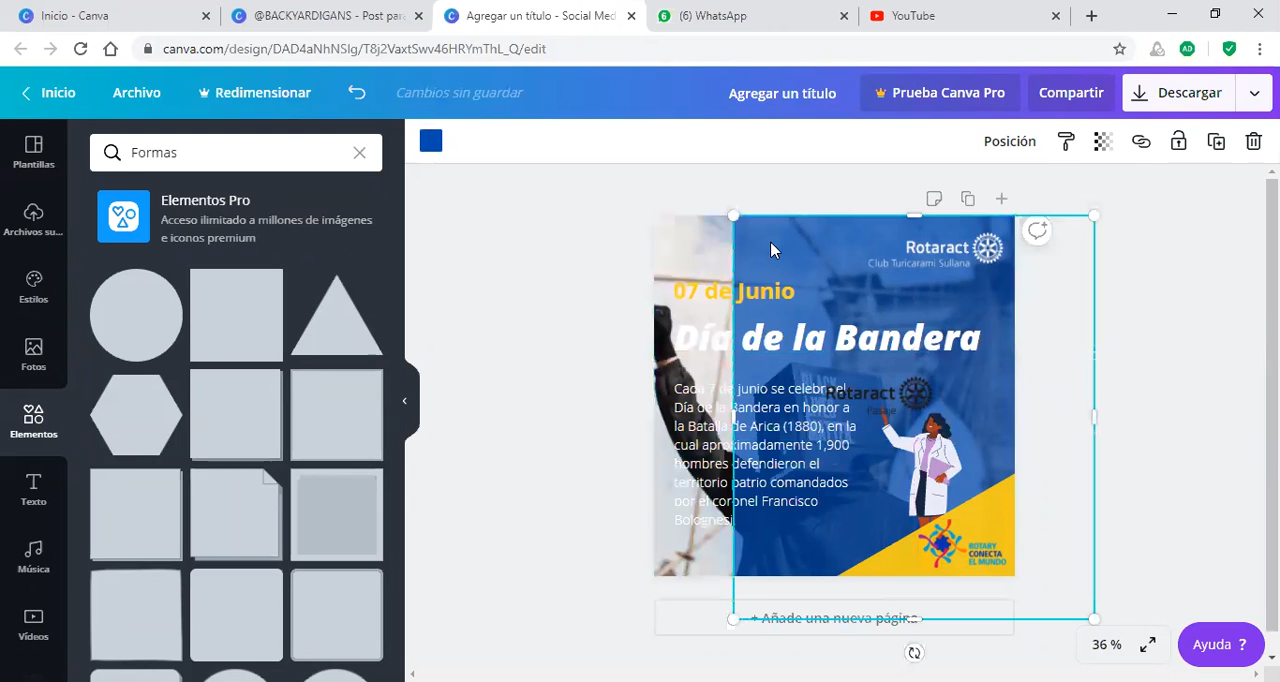 Inicio - Canva
@BACKYARDIGANS - Post para
Agregar un título - Social Med
(6) WhatsApp
YouTube
canva.com/design/DAD4aNhNSIg/T8j2VaxtSwv46HRYmThL_Q/edit
Inicio
Archivo
Redimensionar
Cambios sin guardar
Agregar un título
Prueba Canva Pro
Compartir
Descargar
Plantillas
Archivos su...
Estilos
Fotos
Elementos
Texto
Música
Vídeos
Formas
Elementos Pro
Acceso ilimitado a millones de imágenes
e iconos premium
Posición
Rotaract
Club Turicarami Sullana
07 de Junio
Día de la Bandera
Cada 7 de junio se celebra el
Día de la Bandera en honor a
la Batalla de Arica (1880), en la
cual aproximadamente 1,900
hombres defendieron el
territorio patrio comandados
por el coronel Francisco
Bolognesi
Rotaract
Pasaje
ROTARY
CONECTA
EL MUNDO
+ Añade una nueva página
36 %
Ayuda ?